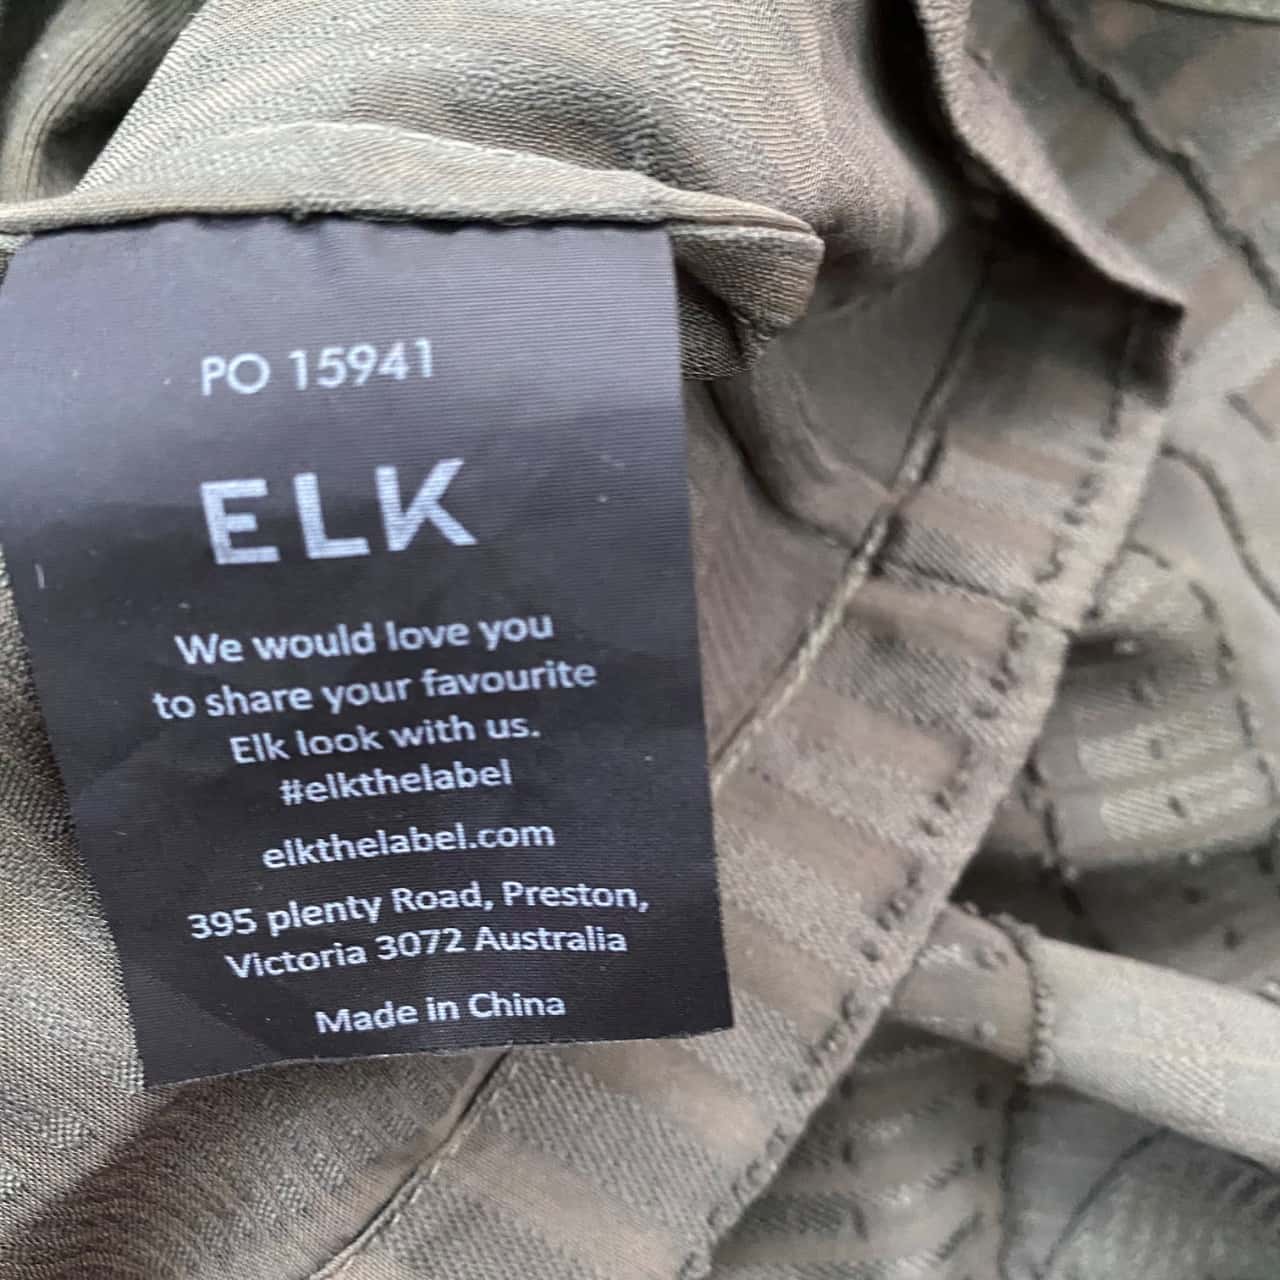 PO 15941
ELK
We would love you
to share your favourite
Elk look with us.
#elkthelabel
elkthelabel.com
395 plenty Road, Preston,
Victoria 3072 Australia
Made in China